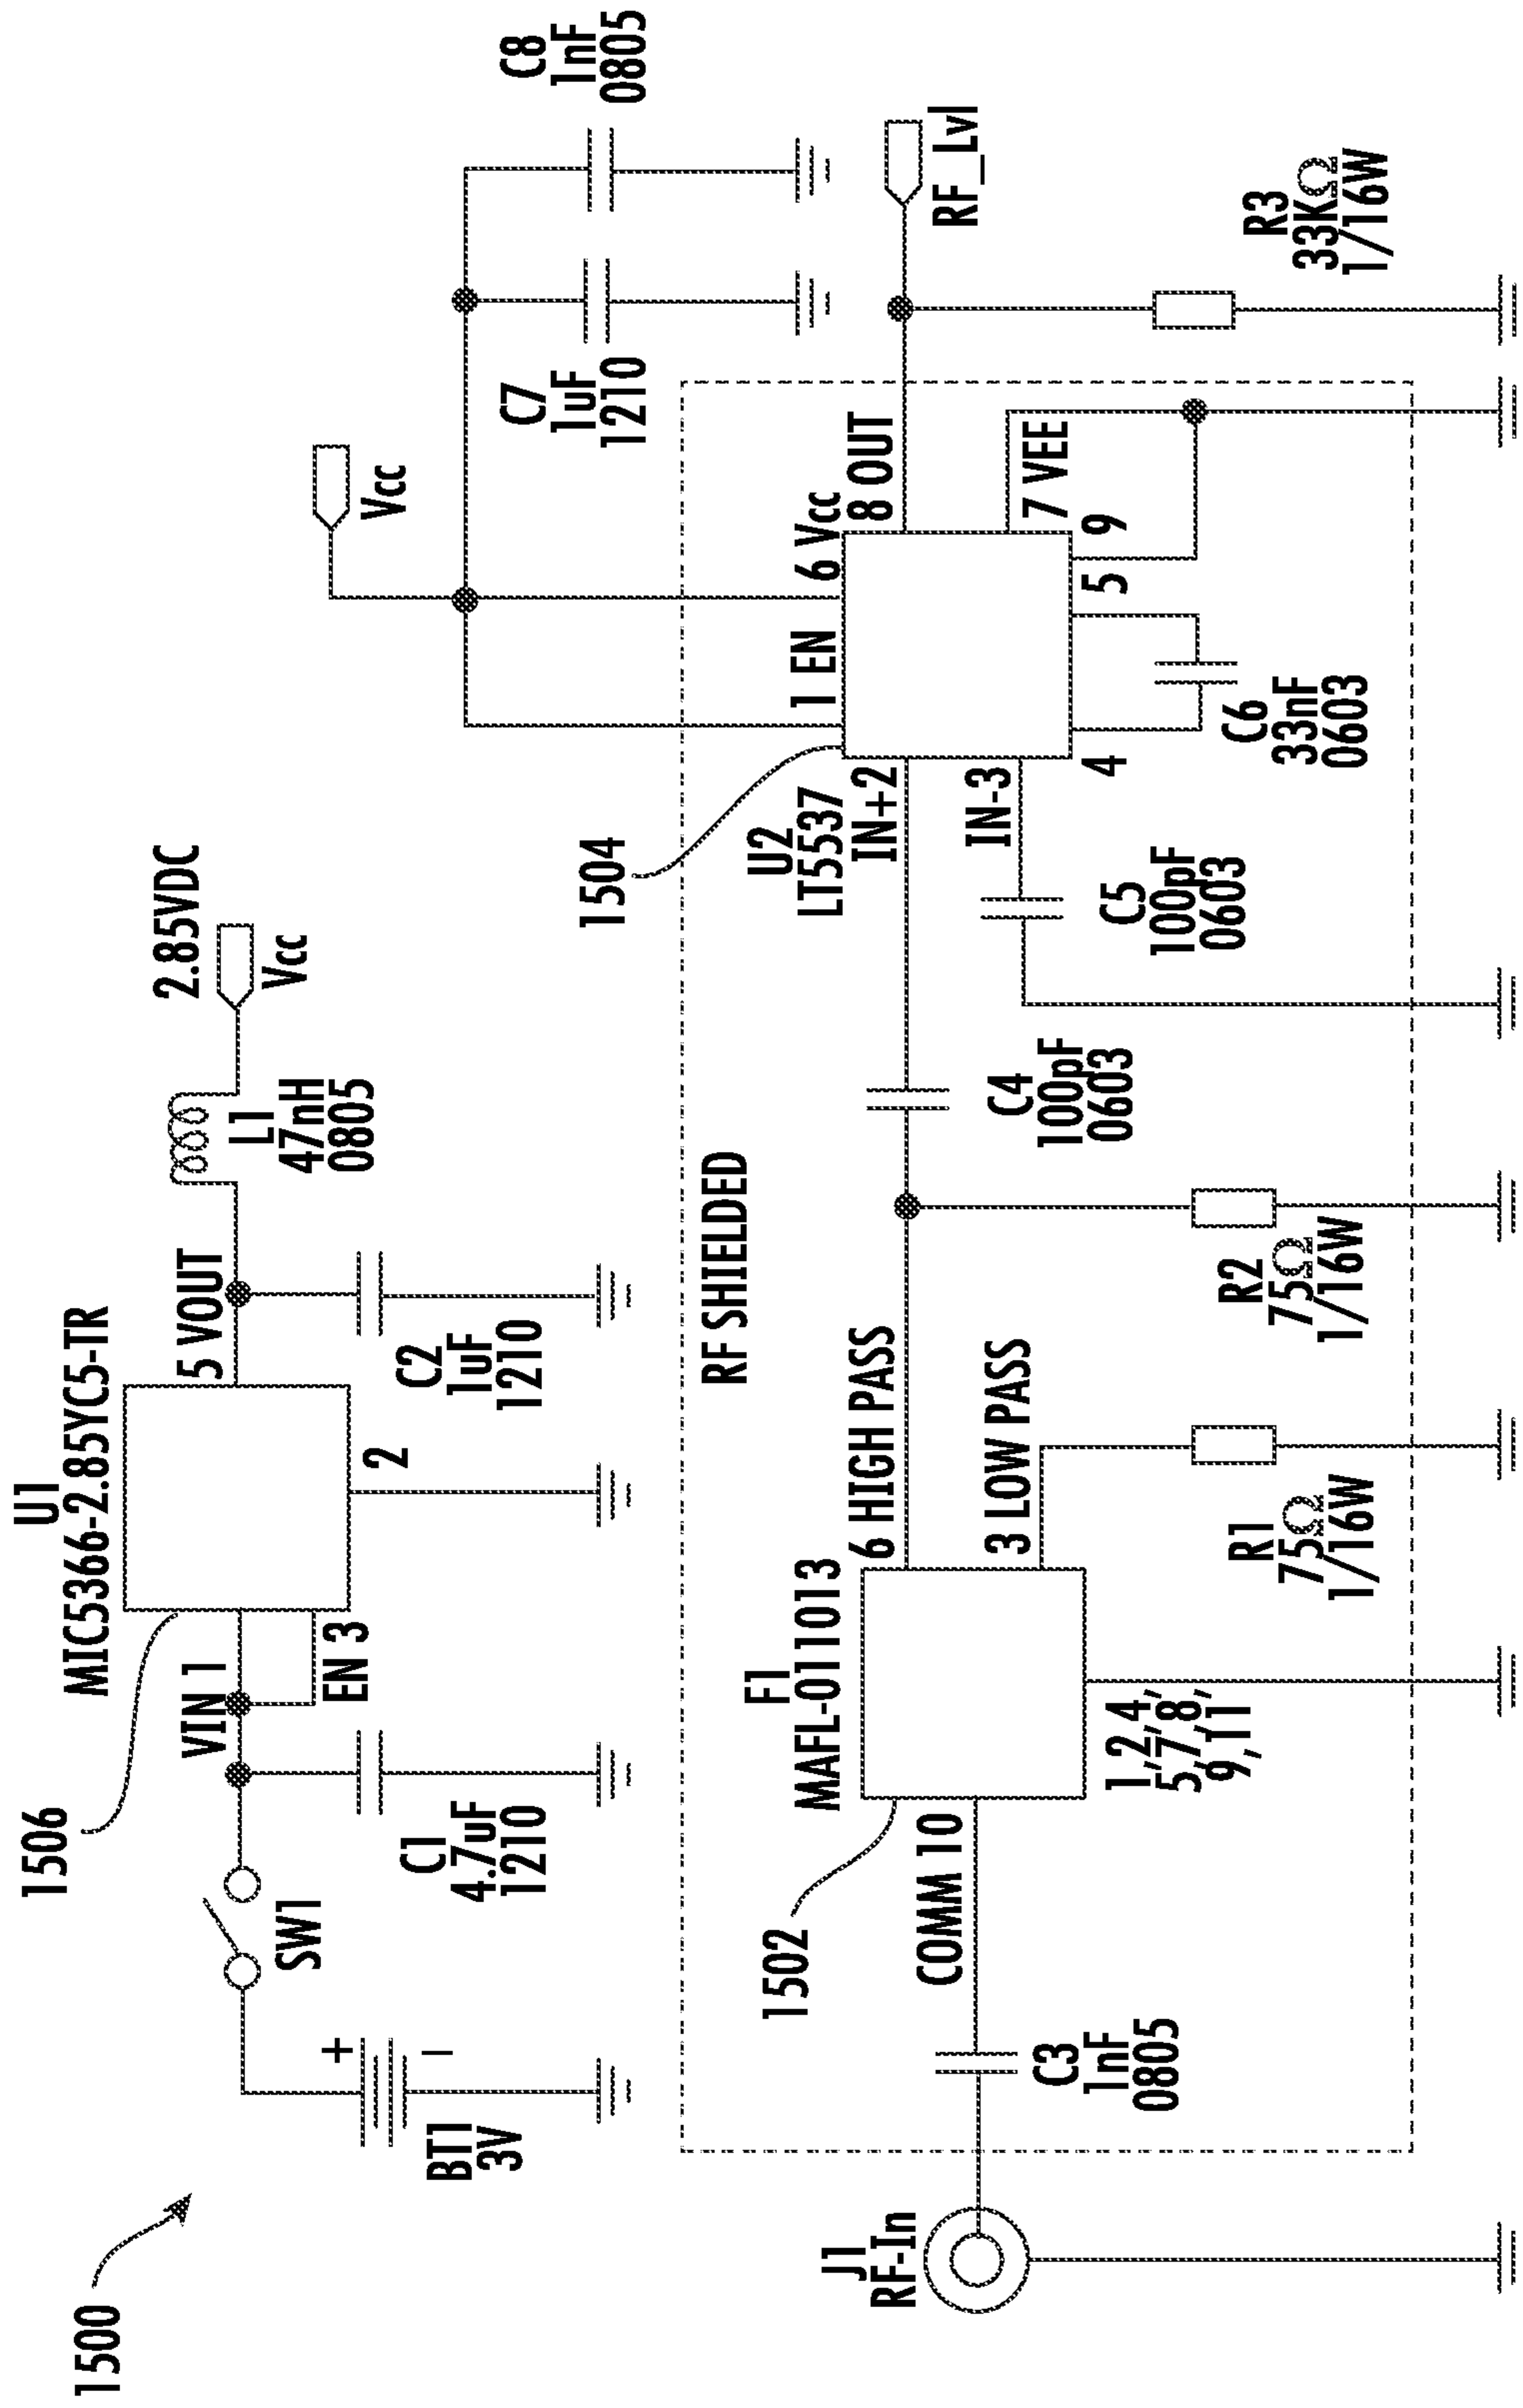 1500
1506
U1
MIC5366-2.85YC5-TR
VIN 1
EN 3
5 VOUT
2
SW1
BT1
3V
+
–
C1
4.7uF
1210
C2
1uF
1210
L1
47nH
0805
2.85VDC
Vcc
Vcc
C7
1uF
1210
C8
1nF
0805
RF SHIELDED
J1
RF-In
C3
1nF
0805
1502
COMM 10
F1
MAFL-011013
6 HIGH PASS
3 LOW PASS
1,2,4,
5,7,8,
9,11
R1
75Ω
1/16W
R2
75Ω
1/16W
C4
100pF
0603
C5
100pF
0603
1504
U2
LT5537
IN+2
IN-3
1 EN
6 Vcc
8 OUT
7 VEE
4
5
9
C6
33nF
0603
RF_Lvl
R3
33KΩ
1/16W